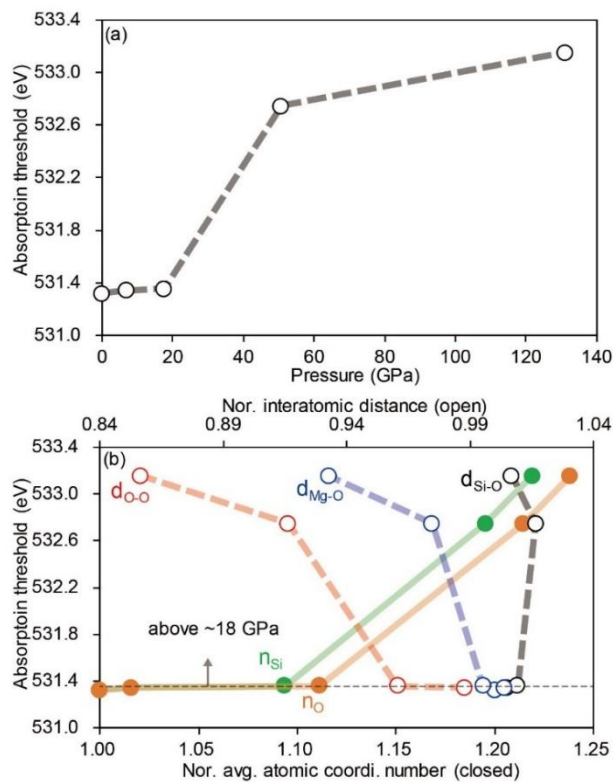 (a)
Absorptoin threshold (eV)
533.4
533.0
532.6
532.2
531.8
531.4
531.0
0 20 40 60 80 100 120 140
Pressure (GPa)
Nor. interatomic distance (open)
0.84 0.89 0.94 0.99 1.04
(b)
Absorptoin threshold (eV)
533.4
533.0
532.6
532.2
531.8
531.4
531.0
dO-O
dMg-O
dSi-O
above ~18 GPa
nSi
nO
1.00 1.05 1.10 1.15 1.20 1.25
Nor. avg. atomic coordi. number (closed)